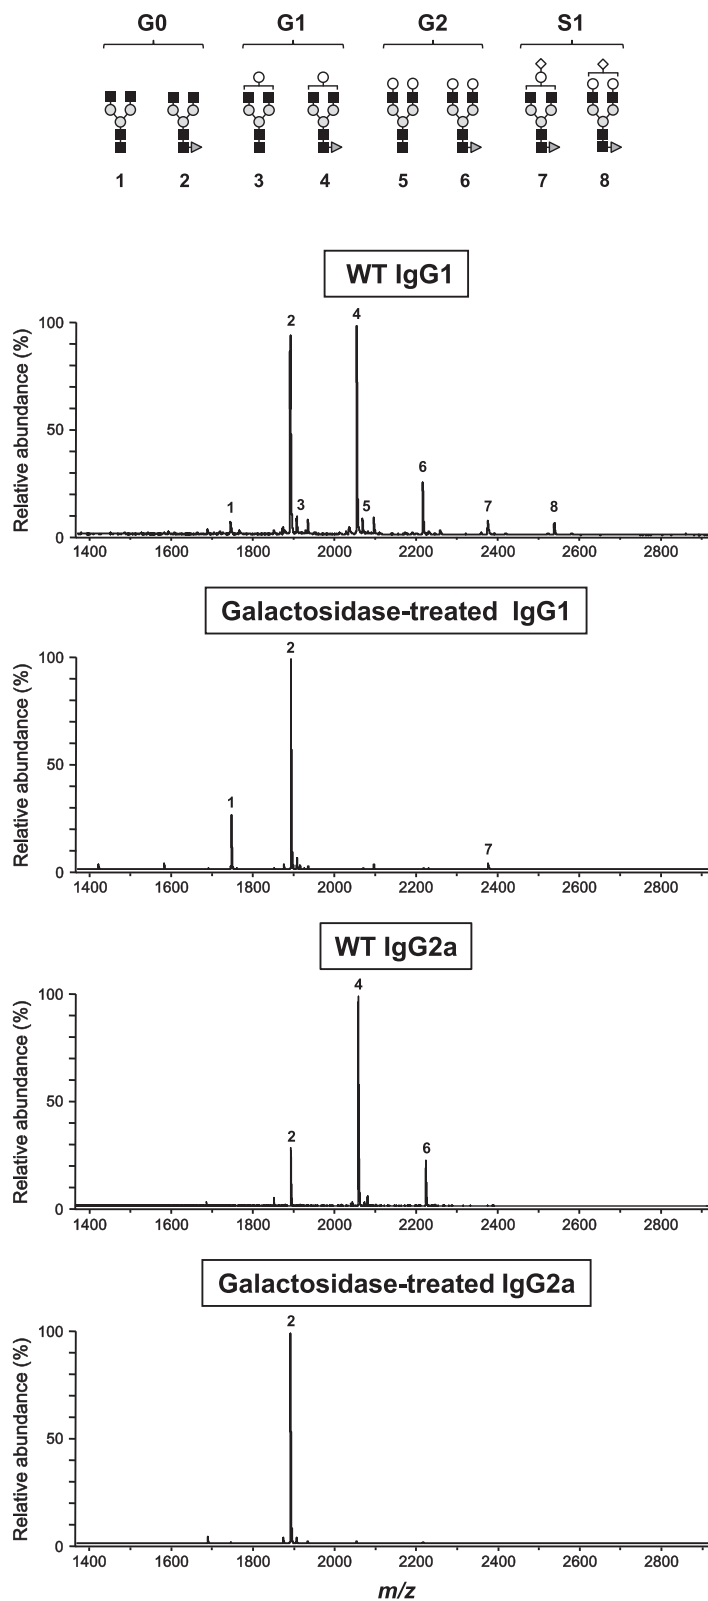 G0 G1 G2 S1
1 2 3 4 5 6 7 8
WT IgG1
Relative abundance (%)
100
50
0
1 2 3 4 5 6 7 8
1400 1600 1800 2000 2200 2400 2600 2800
Galactosidase-treated IgG1
Relative abundance (%)
100
50
0
1 2 7
1400 1600 1800 2000 2200 2400 2600 2800
WT IgG2a
Relative abundance (%)
100
50
0
2 4 6
1400 1600 1800 2000 2200 2400 2600 2800
Galactosidase-treated IgG2a
Relative abundance (%)
100
50
0
2
1400 1600 1800 2000 2200 2400 2600 2800
m/z